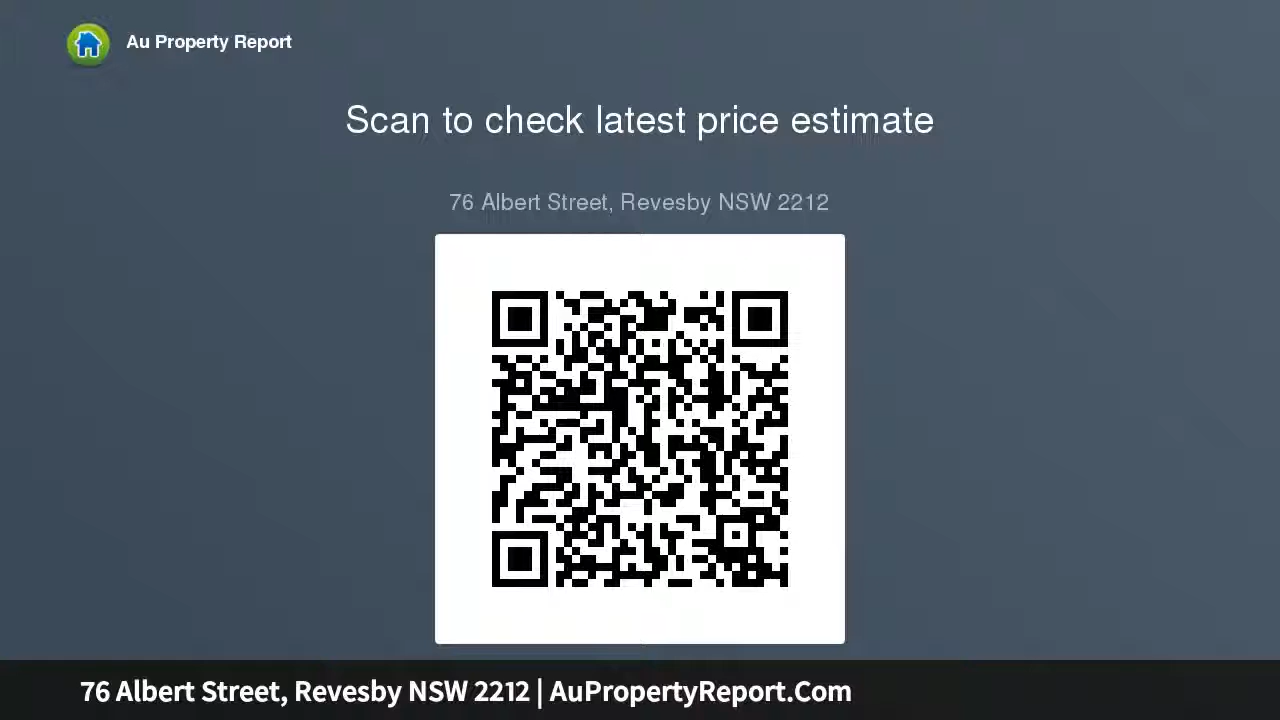 Au Property Report
Scan to check latest price estimate
76 Albert Street, Revesby NSW 2212
76 Albert Street, Revesby NSW 2212 | AuPropertyReport.Com